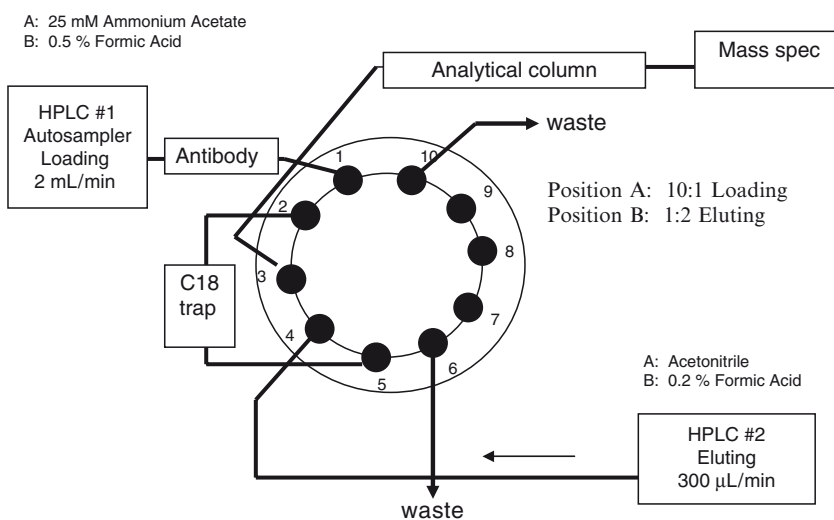 A: 25 mM Ammonium Acetate
B: 0.5 % Formic Acid
Mass spec
Analytical column
HPLC #1
Autosampler
Loading
2 mL/min
Antibody
waste
1
10
2
9
Position A: 10:1 Loading
Position B: 1:2 Eluting
8
3
C18
trap
7
4
6
5
A: Acetonitrile
B: 0.2 % Formic Acid
HPLC #2
Eluting
300 µL/min
waste